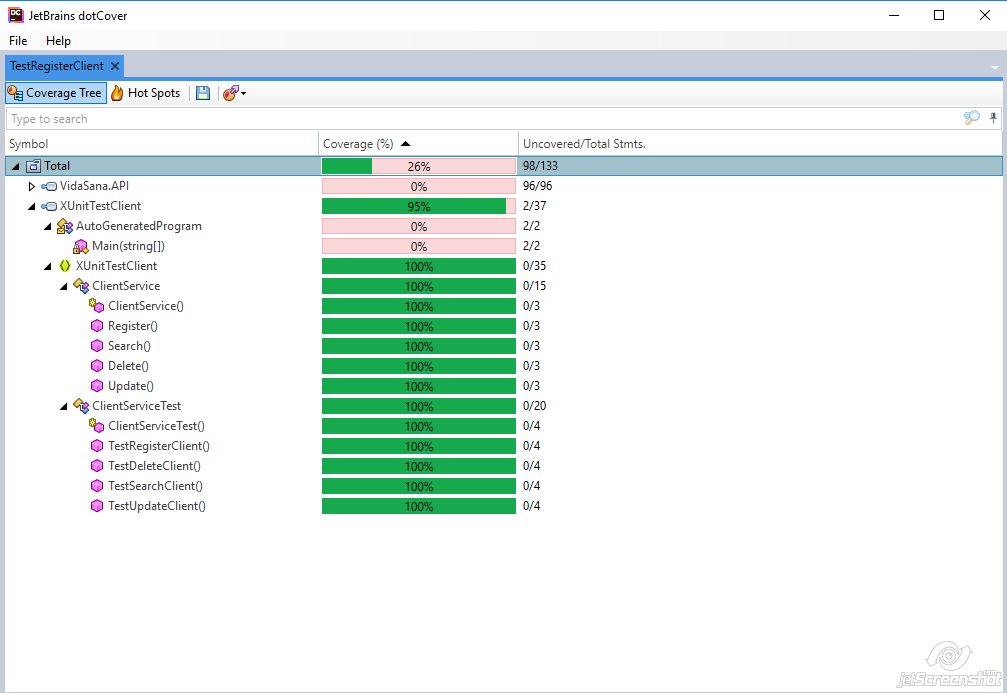 JetBrains dotCover
File Help
TestRegisterClient
Coverage Tree Hot Spots
Type to search
Symbol Coverage (%) Uncovered/Total Stmts.
Total 26% 98/133
VidaSana.API 0% 96/96
XUnitTestClient 95% 2/37
AutoGeneratedProgram 0% 2/2
Main(string[]) 0% 2/2
XUnitTestClient 100% 0/35
ClientService 100% 0/15
ClientService() 100% 0/3
Register() 100% 0/3
Search() 100% 0/3
Delete() 100% 0/3
Update() 100% 0/3
ClientServiceTest 100% 0/20
ClientServiceTest() 100% 0/4
TestRegisterClient() 100% 0/4
TestDeleteClient() 100% 0/4
TestSearchClient() 100% 0/4
TestUpdateClient() 100% 0/4
jetScreenshot.com